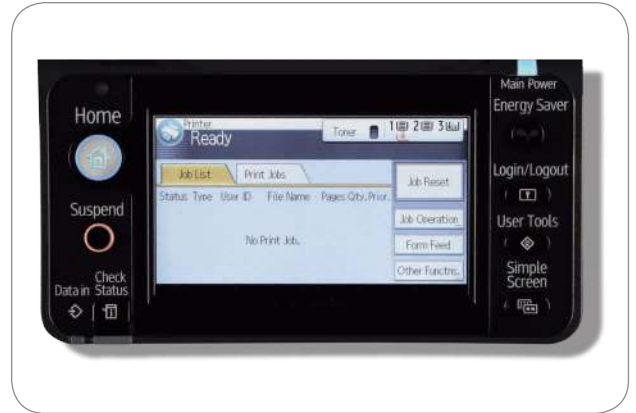 Main Power
Home
Energy Saver
Printer
Ready
Toner
1 2 3
Job List
Print Jobs
Job Reset
Login/Logout
Status Type User ID File Name Pages Qty. Prior.
Suspend
Job Operation
User Tools
No Print Job.
Form Feed
Check
Data in Status
Other Functns.
Simple
Screen